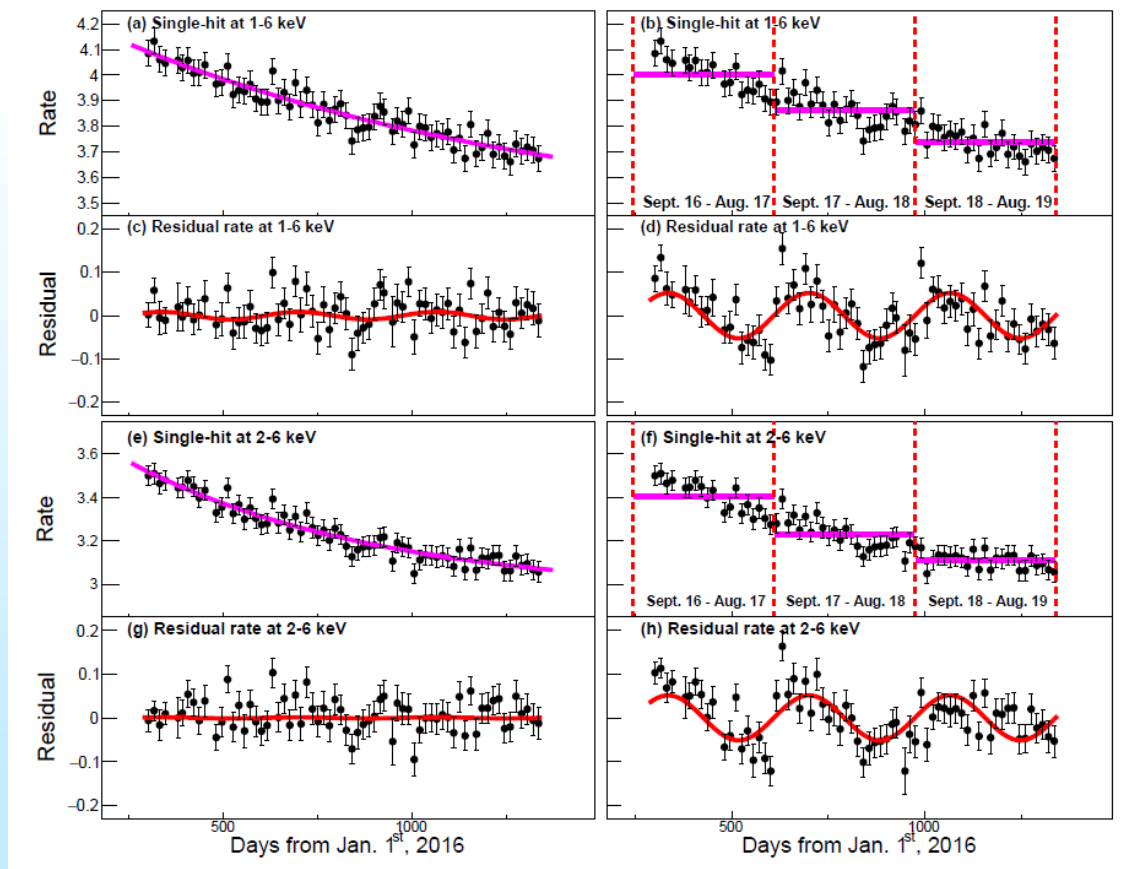 (a) Single-hit at 1-6 keV
4.2
4.1
4
3.9
3.8
3.7
3.6
3.5
Rate
(b) Single-hit at 1-6 keV
Sept. 16 - Aug. 17
Sept. 17 - Aug. 18
Sept. 18 - Aug. 19
(c) Residual rate at 1-6 keV
0.2
0.1
0
−0.1
−0.2
Residual
(d) Residual rate at 1-6 keV
(e) Single-hit at 2-6 keV
3.6
3.4
3.2
3
Rate
(f) Single-hit at 2-6 keV
Sept. 16 - Aug. 17
Sept. 17 - Aug. 18
Sept. 18 - Aug. 19
(g) Residual rate at 2-6 keV
0.2
0.1
0
−0.1
−0.2
Residual
500
1000
Days from Jan. 1st, 2016
(h) Residual rate at 2-6 keV
500
1000
Days from Jan. 1st, 2016